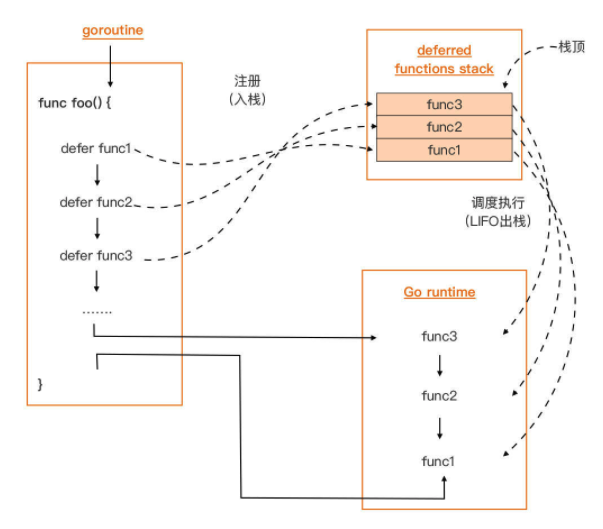 goroutine
func foo() {
defer func1
defer func2
defer func3
.......
}
注册
(入栈)
deferred
functions stack
栈顶
func3
func2
func1
调度执行
(LIFO出栈)
Go runtime
func3
func2
func1